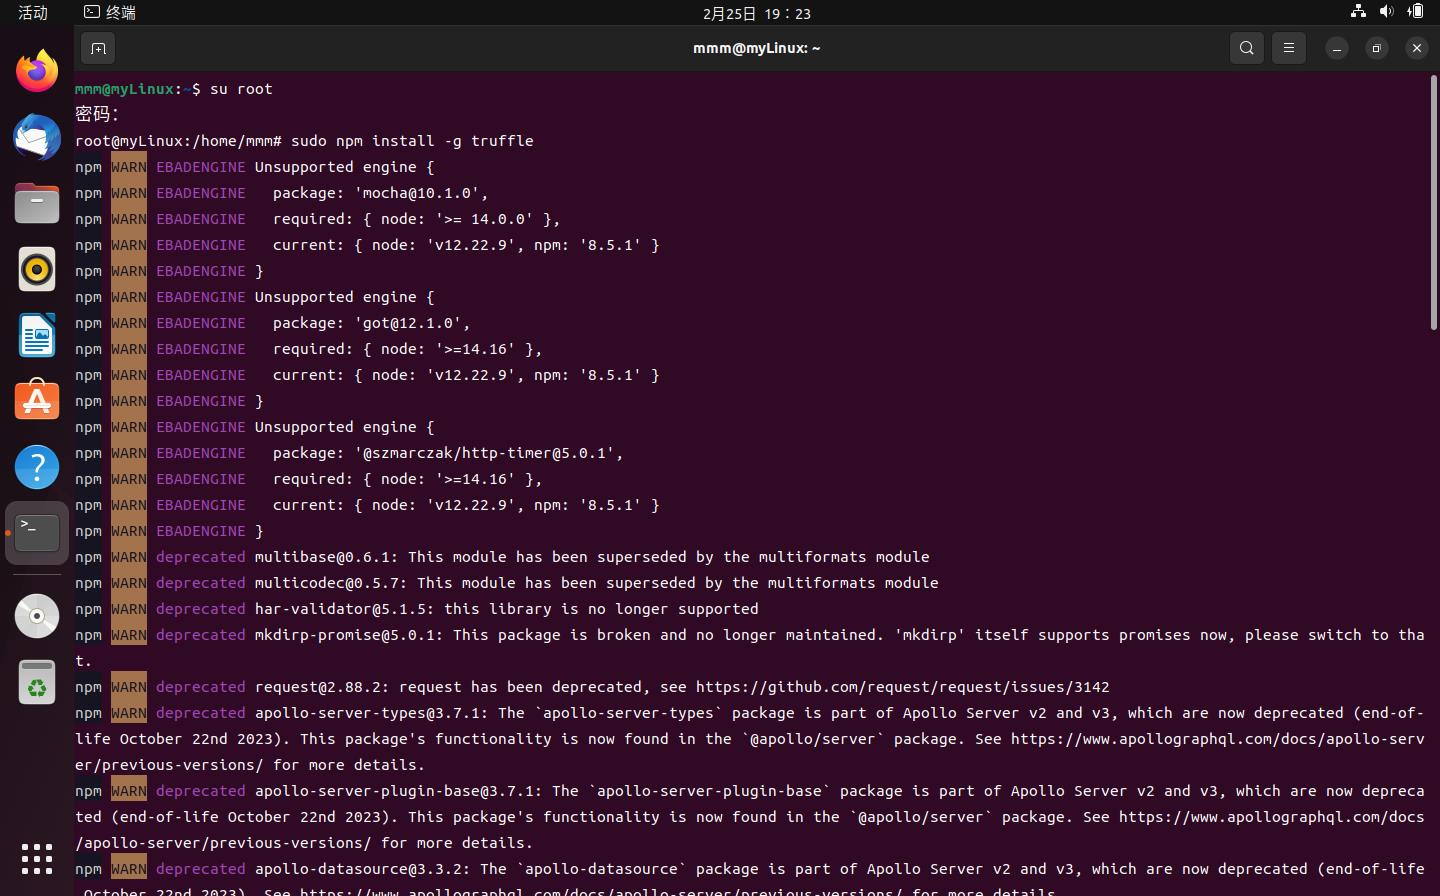 活动 终端 2月25日 19：23
mmm@myLinux: ~
mmm@myLinux:~$ su root
密码：
root@myLinux:/home/mmm# sudo npm install -g truffle
npm WARN EBADENGINE Unsupported engine {
npm WARN EBADENGINE   package: 'mocha@10.1.0',
npm WARN EBADENGINE   required: { node: '>= 14.0.0' },
npm WARN EBADENGINE   current: { node: 'v12.22.9', npm: '8.5.1' }
npm WARN EBADENGINE }
npm WARN EBADENGINE Unsupported engine {
npm WARN EBADENGINE   package: 'got@12.1.0',
npm WARN EBADENGINE   required: { node: '>=14.16' },
npm WARN EBADENGINE   current: { node: 'v12.22.9', npm: '8.5.1' }
npm WARN EBADENGINE }
npm WARN EBADENGINE Unsupported engine {
npm WARN EBADENGINE   package: '@szmarczak/http-timer@5.0.1',
npm WARN EBADENGINE   required: { node: '>=14.16' },
npm WARN EBADENGINE   current: { node: 'v12.22.9', npm: '8.5.1' }
npm WARN EBADENGINE }
npm WARN deprecated multibase@0.6.1: This module has been superseded by the multiformats module
npm WARN deprecated multicodec@0.5.7: This module has been superseded by the multiformats module
npm WARN deprecated har-validator@5.1.5: this library is no longer supported
npm WARN deprecated mkdirp-promise@5.0.1: This package is broken and no longer maintained. 'mkdirp' itself supports promises now, please switch to tha
t.
npm WARN deprecated request@2.88.2: request has been deprecated, see https://github.com/request/request/issues/3142
npm WARN deprecated apollo-server-types@3.7.1: The `apollo-server-types` package is part of Apollo Server v2 and v3, which are now deprecated (end-of-
life October 22nd 2023). This package's functionality is now found in the `@apollo/server` package. See https://www.apollographql.com/docs/apollo-serv
er/previous-versions/ for more details.
npm WARN deprecated apollo-server-plugin-base@3.7.1: The `apollo-server-plugin-base` package is part of Apollo Server v2 and v3, which are now depreca
ted (end-of-life October 22nd 2023). This package's functionality is now found in the `@apollo/server` package. See https://www.apollographql.com/docs
/apollo-server/previous-versions/ for more details.
npm WARN deprecated apollo-datasource@3.3.2: The `apollo-datasource` package is part of Apollo Server v2 and v3, which are now deprecated (end-of-life
October 22nd 2023). See https://www.apollographql.com/docs/apollo-server/previous-versions/ for more details.